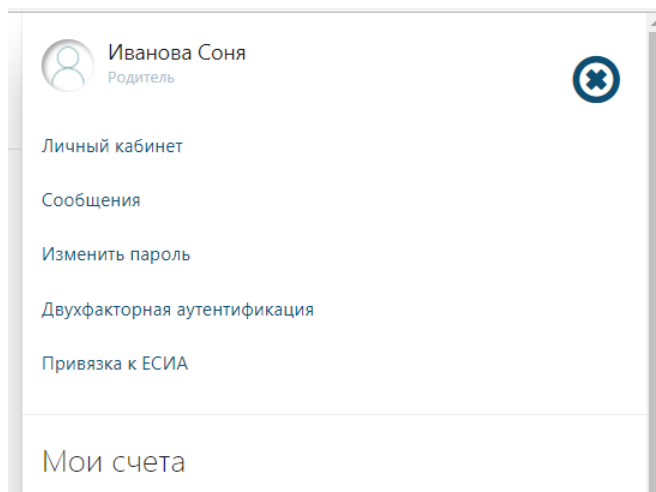 Иванова Соня
Родитель
Личный кабинет
Сообщения
Изменить пароль
Двухфакторная аутентификация
Привязка к ЕСИА
Мои счета